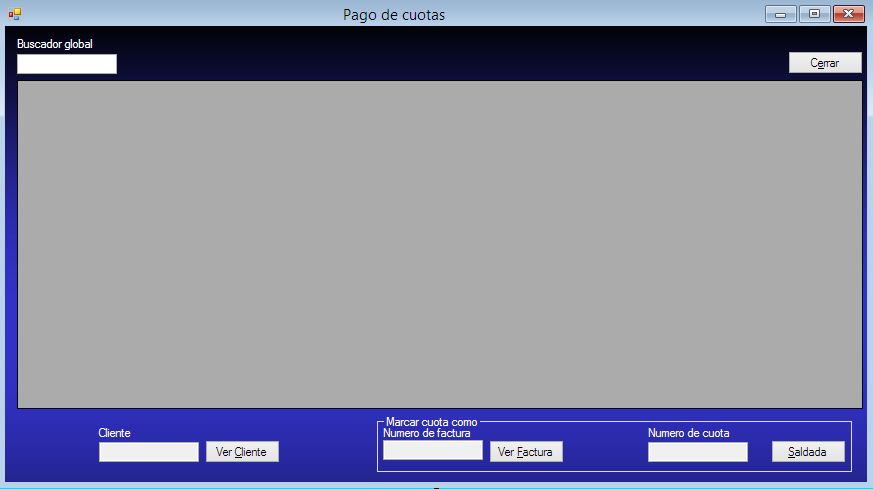 Pago de cuotas
Buscador global
Cerrar
Marcar cuota como
Cliente
Numero de factura
Numero de cuota
Ver Cliente
Ver Factura
Saldada